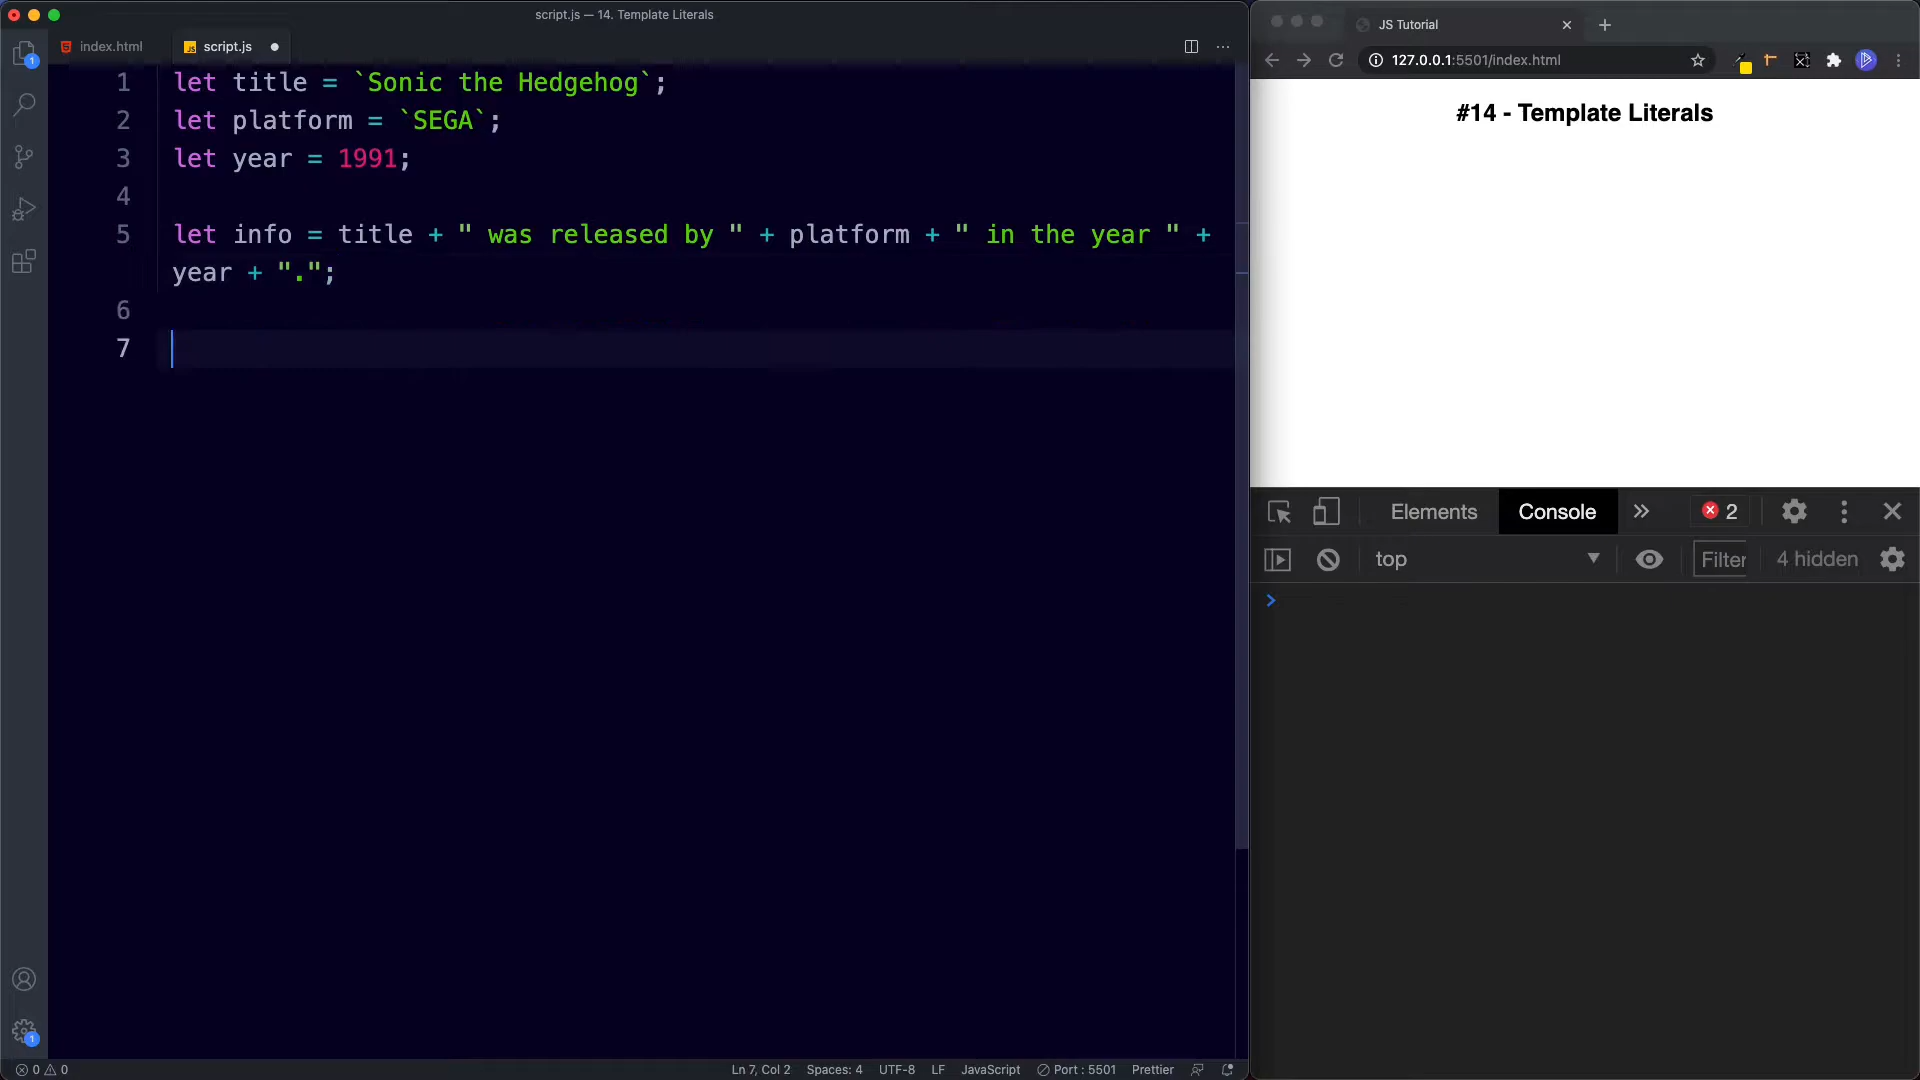 script.js — 14. Template Literals
index.html
script.js
1 let title = `Sonic the Hedgehog`;
2 let platform = `SEGA`;
3 let year = 1991;
4
5 let info = title + " was released by " + platform + " in the year " +
year + ".";
6
7
1
1
0 0
Ln 7, Col 2
Spaces: 4
UTF-8
LF
JavaScript
Port : 5501
Prettier
JS Tutorial
127.0.0.1:5501/index.html
#14 - Template Literals
Elements
Console
2
top
Filter
4 hidden